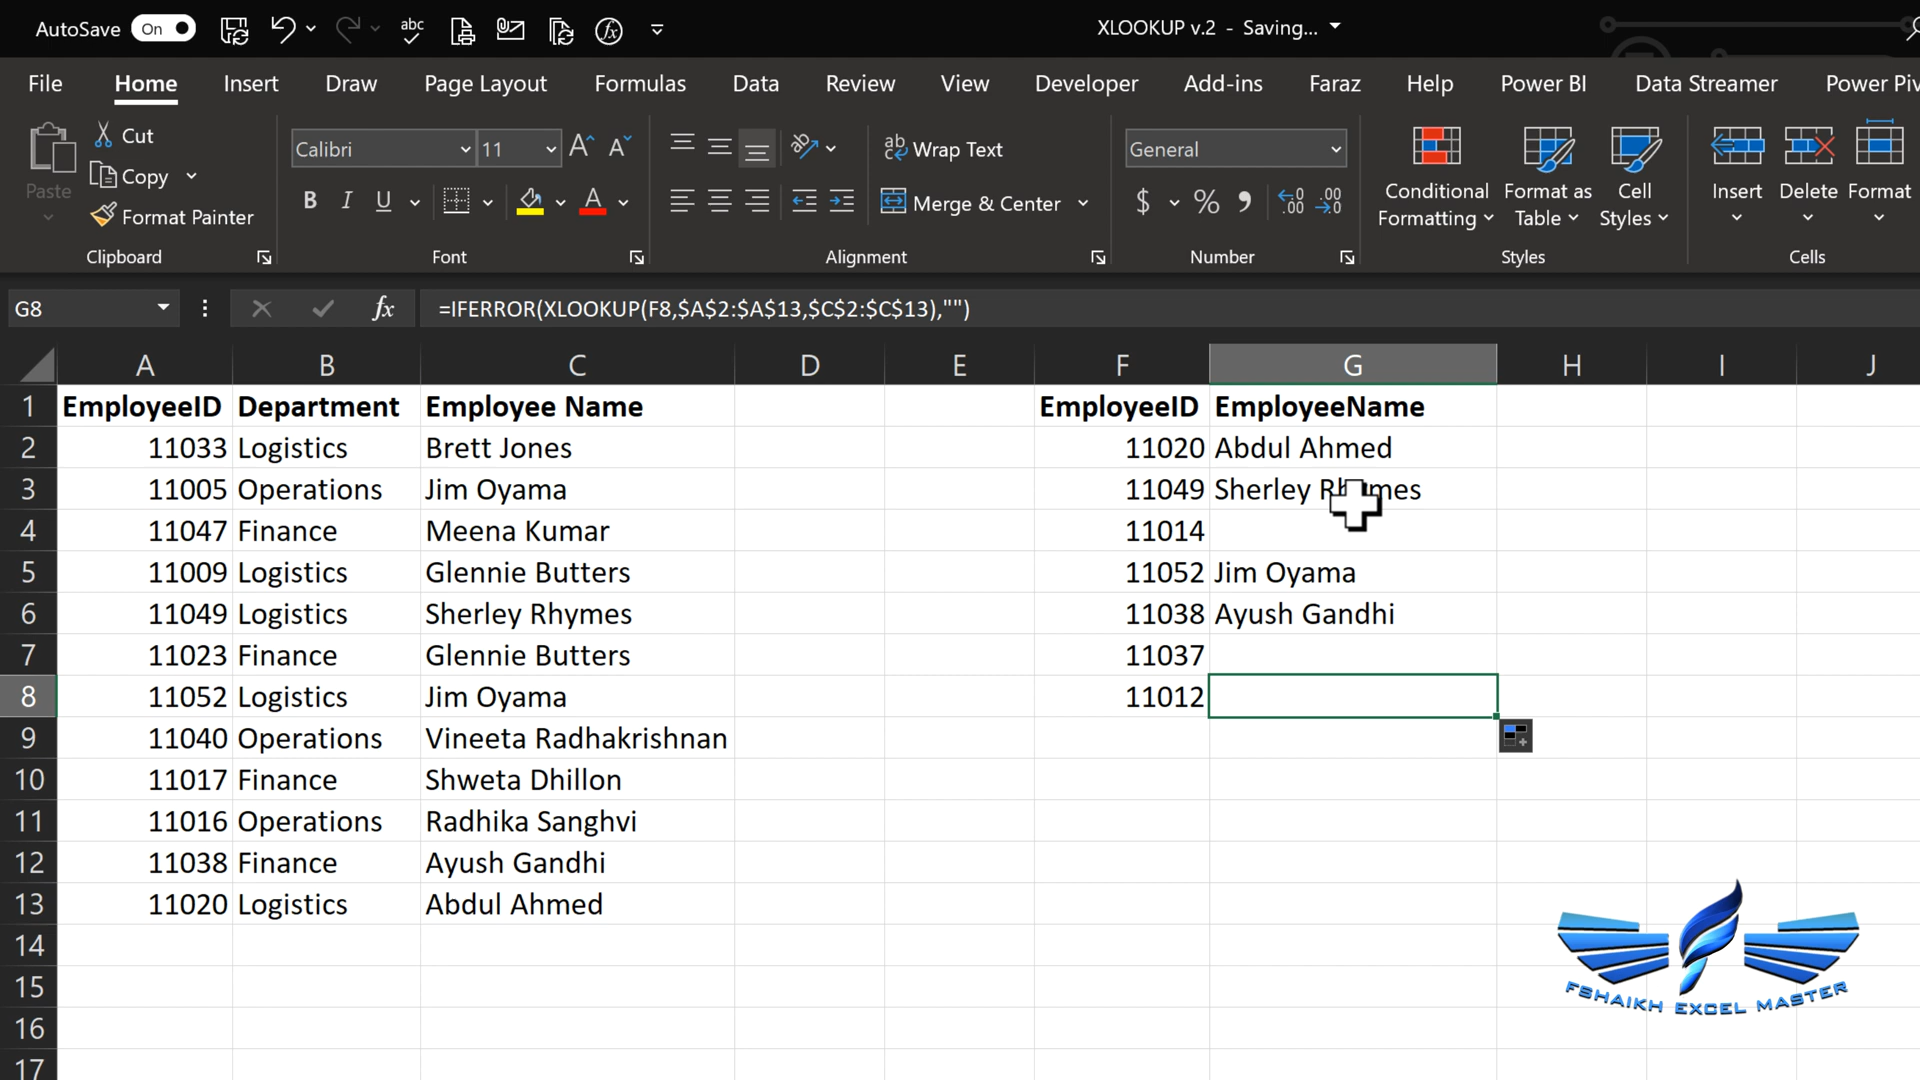 AutoSave On XLOOKUP v.2 - Saving...
File Home Insert Draw Page Layout Formulas Data Review View Developer Add-ins Faraz Help Power BI Data Streamer Power Piv
Paste
Cut
Copy
Format Painter
Clipboard
Calibri 11
B I U
Font
Wrap Text
Merge & Center
Alignment
General
$ % ,
Number
Conditional Formatting
Format as Table
Cell Styles
Styles
Insert Delete Format
Cells
G8 fx =IFERROR(XLOOKUP(F8,$A$2:$A$13,$C$2:$C$13),"")
A B C D E F G H I J
1 EmployeeID Department Employee Name EmployeeID EmployeeName
2 11033 Logistics Brett Jones 11020 Abdul Ahmed
3 11005 Operations Jim Oyama 11049 Sherley Rhymes
4 11047 Finance Meena Kumar 11014
5 11009 Logistics Glennie Butters 11052 Jim Oyama
6 11049 Logistics Sherley Rhymes 11038 Ayush Gandhi
7 11023 Finance Glennie Butters 11037
8 11052 Logistics Jim Oyama 11012
9 11040 Operations Vineeta Radhakrishnan
10 11017 Finance Shweta Dhillon
11 11016 Operations Radhika Sanghvi
12 11038 Finance Ayush Gandhi
13 11020 Logistics Abdul Ahmed
14
15
16
17
FSHAIKH EXCEL MASTER